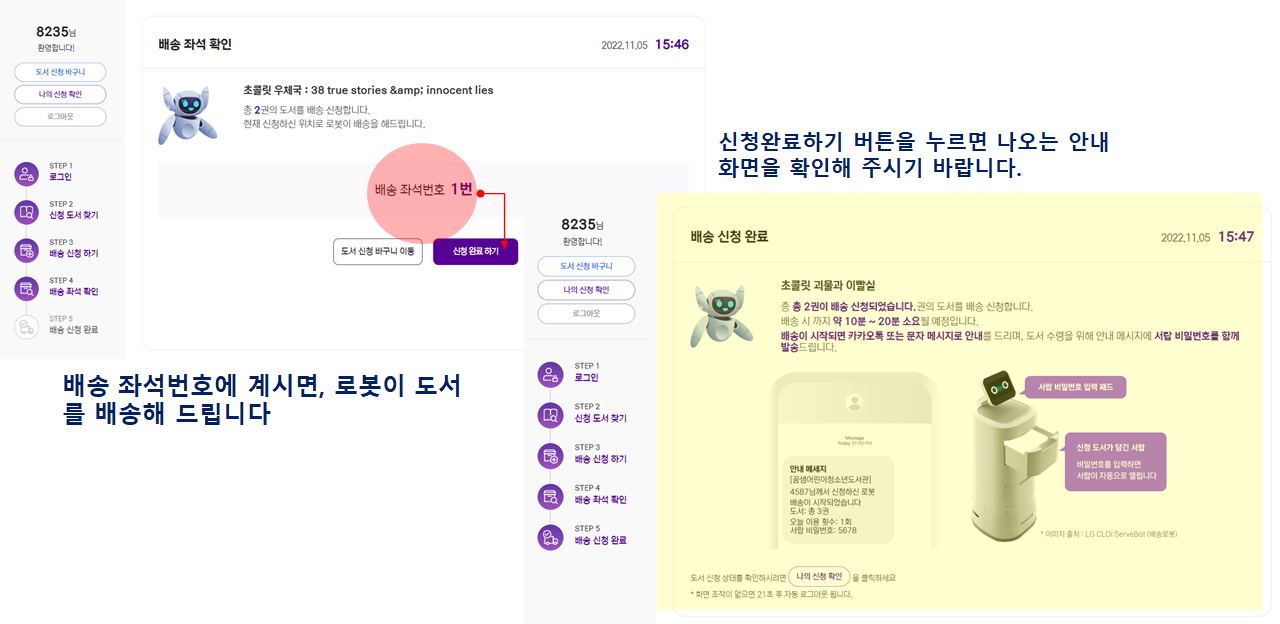 8235님
환영합니다!
도서 신청 바구니
나의 신청 확인
로그아웃
STEP 1
로그인
STEP 2
신청 도서 찾기
STEP 3
배송 신청 하기
STEP 4
배송 좌석 확인
STEP 5
배송 신청 완료
배송 좌석 확인
2022.11.05 15:46
초콜릿 우체국 : 38 true stories &amp; innocent lies
총 2권의 도서를 배송 신청합니다.
현재 신청하신 위치로 로봇이 배송을 해드립니다.
배송 좌석번호 1번
도서 신청 바구니 이동
신청 완료 하기
배송 좌석번호에 계시면, 로봇이 도서
를 배송해 드립니다
신청완료하기 버튼을 누르면 나오는 안내
화면을 확인해 주시기 바랍니다.
8235님
환영합니다!
도서 신청 바구니
나의 신청 확인
로그아웃
STEP 1
로그인
STEP 2
신청 도서 찾기
STEP 3
배송 신청 하기
STEP 4
배송 좌석 확인
STEP 5
배송 신청 완료
배송 신청 완료
2022.11.05 15:47
초콜릿 괴물과 이빨실
총 총 2권이 배송 신청되었습니다.권의 도서를 배송 신청합니다.
배송 시 까지 약 10분 ~ 20분 소요될 예정입니다.
배송이 시작되면 카카오톡 또는 문자 메시지로 안내를 드리며, 도서 수령을 위해 안내 메시지에 서랍 비밀번호를 함께
발송드립니다.
Message
Today 07:00 PM
안내 메세지
[꿈샘어린이청소년도서관]
4587님께서 신청하신 로봇
배송이 시작되었습니다
도서: 총 3권
오늘 이용 횟수: 1회
서랍 비밀번호: 5678
서랍 비밀번호 입력 패드
신청 도서가 담긴 서랍
비밀번호를 입력하면
서랍이 자동으로 열립니다
* 이미지 출처 : LG CLOi ServeBot (배송로봇)
도서 신청 상태를 확인하시려면 나의 신청 확인 을 클릭하세요
* 화면 조작이 없으면 21초 후 자동 로그아웃 됩니다.